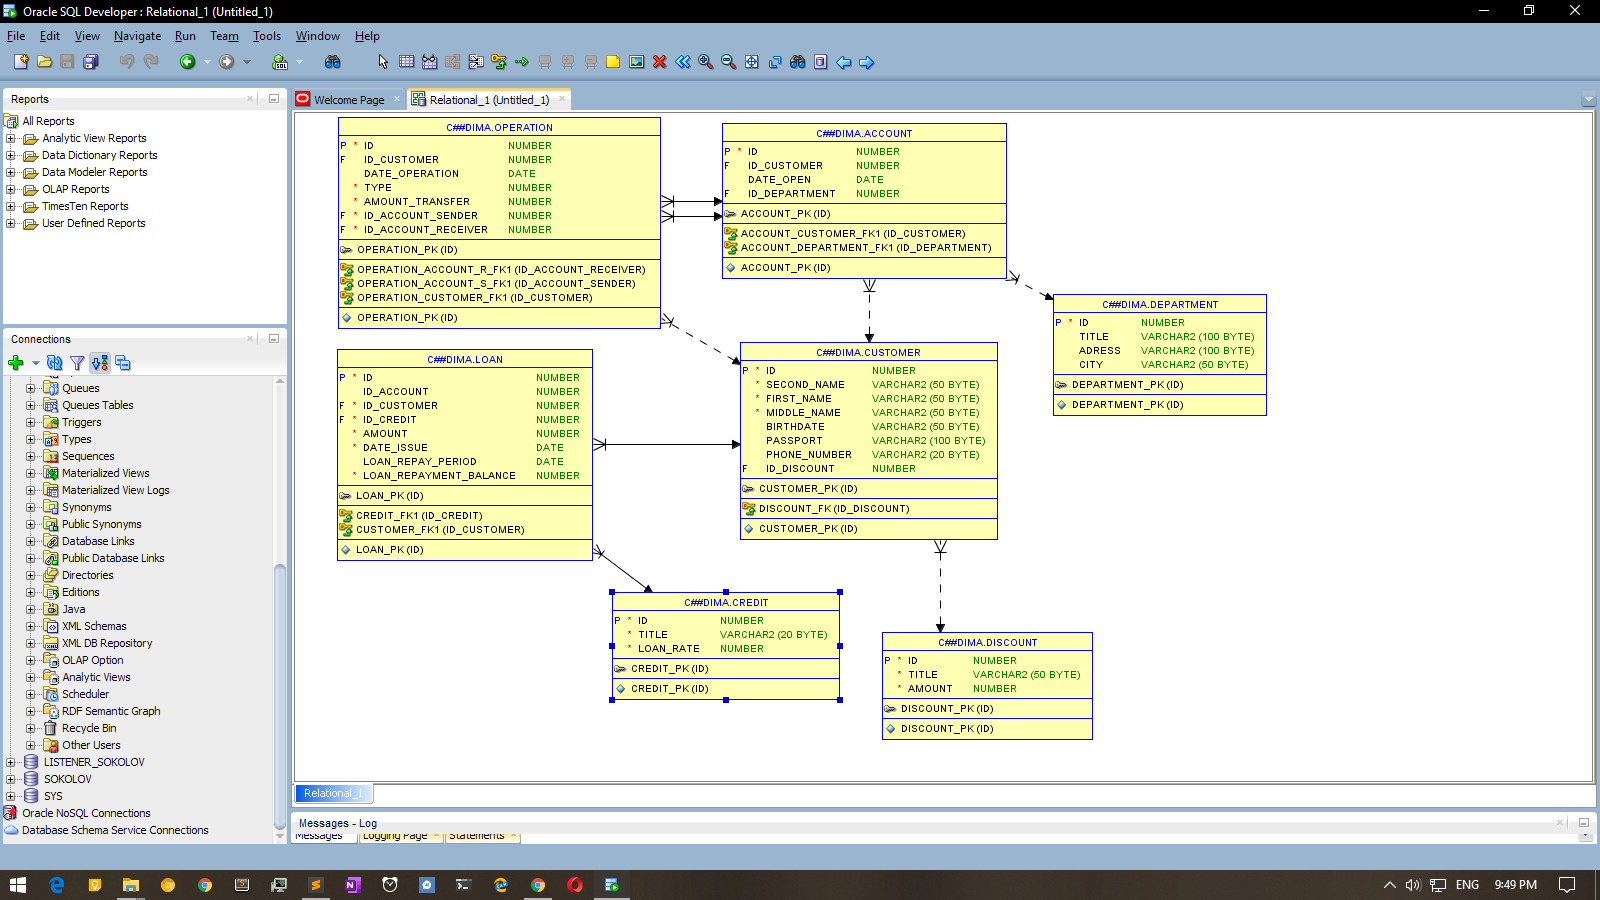 Oracle SQL Developer : Relational_1 (Untitled_1)
File Edit View Navigate Run Team Tools Window Help
Reports
All Reports
Analytic View Reports
Data Dictionary Reports
Data Modeler Reports
OLAP Reports
TimesTen Reports
User Defined Reports
Connections
Queues
Queues Tables
Triggers
Types
Sequences
Materialized Views
Materialized View Logs
Synonyms
Public Synonyms
Database Links
Public Database Links
Directories
Editions
Java
XML Schemas
XML DB Repository
OLAP Option
Analytic Views
Scheduler
RDF Semantic Graph
Recycle Bin
Other Users
LISTENER_SOKOLOV
SOKOLOV
SYS
Oracle NoSQL Connections
Database Schema Service Connections
Welcome Page Relational_1 (Untitled_1)
C##DIMA.OPERATION
P * ID NUMBER
F ID_CUSTOMER NUMBER
DATE_OPERATION DATE
* TYPE NUMBER
* AMOUNT_TRANSFER NUMBER
F * ID_ACCOUNT_SENDER NUMBER
F * ID_ACCOUNT_RECEIVER NUMBER
OPERATION_PK (ID)
OPERATION_ACCOUNT_R_FK1 (ID_ACCOUNT_RECEIVER)
OPERATION_ACCOUNT_S_FK1 (ID_ACCOUNT_SENDER)
OPERATION_CUSTOMER_FK1 (ID_CUSTOMER)
OPERATION_PK (ID)
C##DIMA.ACCOUNT
P * ID NUMBER
F ID_CUSTOMER NUMBER
DATE_OPEN DATE
F ID_DEPARTMENT NUMBER
ACCOUNT_PK (ID)
ACCOUNT_CUSTOMER_FK1 (ID_CUSTOMER)
ACCOUNT_DEPARTMENT_FK1 (ID_DEPARTMENT)
ACCOUNT_PK (ID)
C##DIMA.DEPARTMENT
P * ID NUMBER
TITLE VARCHAR2 (100 BYTE)
ADRESS VARCHAR2 (100 BYTE)
CITY VARCHAR2 (50 BYTE)
DEPARTMENT_PK (ID)
DEPARTMENT_PK (ID)
C##DIMA.LOAN
P * ID NUMBER
ID_ACCOUNT NUMBER
F * ID_CUSTOMER NUMBER
F * ID_CREDIT NUMBER
* AMOUNT NUMBER
* DATE_ISSUE DATE
LOAN_REPAY_PERIOD DATE
* LOAN_REPAYMENT_BALANCE NUMBER
LOAN_PK (ID)
CREDIT_FK1 (ID_CREDIT)
CUSTOMER_FK1 (ID_CUSTOMER)
LOAN_PK (ID)
C##DIMA.CUSTOMER
P * ID NUMBER
* SECOND_NAME VARCHAR2 (50 BYTE)
* FIRST_NAME VARCHAR2 (50 BYTE)
* MIDDLE_NAME VARCHAR2 (50 BYTE)
BIRTHDATE VARCHAR2 (50 BYTE)
PASSPORT VARCHAR2 (100 BYTE)
PHONE_NUMBER VARCHAR2 (20 BYTE)
F ID_DISCOUNT NUMBER
CUSTOMER_PK (ID)
DISCOUNT_FK (ID_DISCOUNT)
CUSTOMER_PK (ID)
C##DIMA.CREDIT
P * ID NUMBER
* TITLE VARCHAR2 (20 BYTE)
* LOAN_RATE NUMBER
CREDIT_PK (ID)
CREDIT_PK (ID)
C##DIMA.DISCOUNT
P * ID NUMBER
* TITLE VARCHAR2 (50 BYTE)
* AMOUNT NUMBER
DISCOUNT_PK (ID)
DISCOUNT_PK (ID)
Relational_1
Messages - Log
Messages Logging Page Statements
ENG 9:49 PM